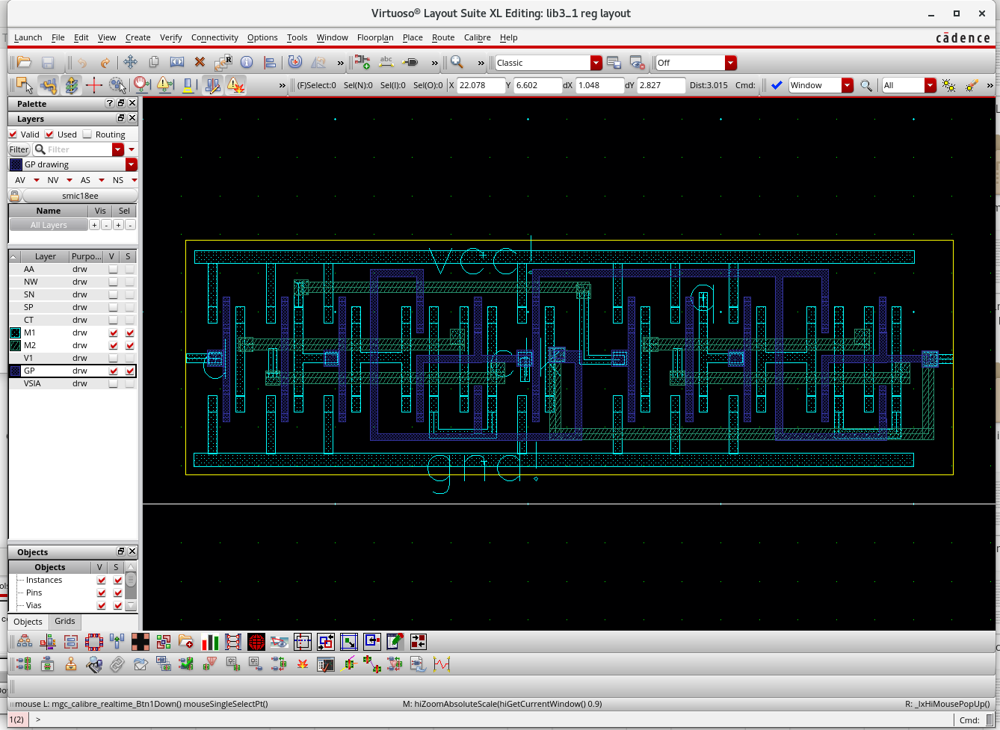 Virtuoso® Layout Suite XL Editing: lib3_1 reg layout
Launch File Edit View Create Verify Connectivity Options Tools Window Floorplan Place Route Calibre Help
cādence
abc
R
» » »
Classic
Off
» (F)Select:0 Sel(N):0 Sel(I):0 Sel(O):0 X 22.078 Y 6.602 dX 1.048 dY 2.827 Dist:3.015 Cmd:
Window
All
»
Palette
Layers
Valid Used Routing
Filter Filter
GP drawing
AV NV AS NS
smic18ee
Name Vis Sel
All Layers + - + -
Layer Purpo... V S
AA drw
NW drw
SN drw
SP drw
CT drw
M1 drw
M2 drw
V1 drw
GP drw
VSIA drw
vcc!
gnd!
Objects
Objects V S
Instances
Pins
Vias
Objects Grids
mouse L: mgc_calibre_realtime_Btn1Down() mouseSingleSelectPt() M: hiZoomAbsoluteScale(hiGetCurrentWindow() 0.9) R: _lxHiMousePopUp()
1(2) > Cmd: